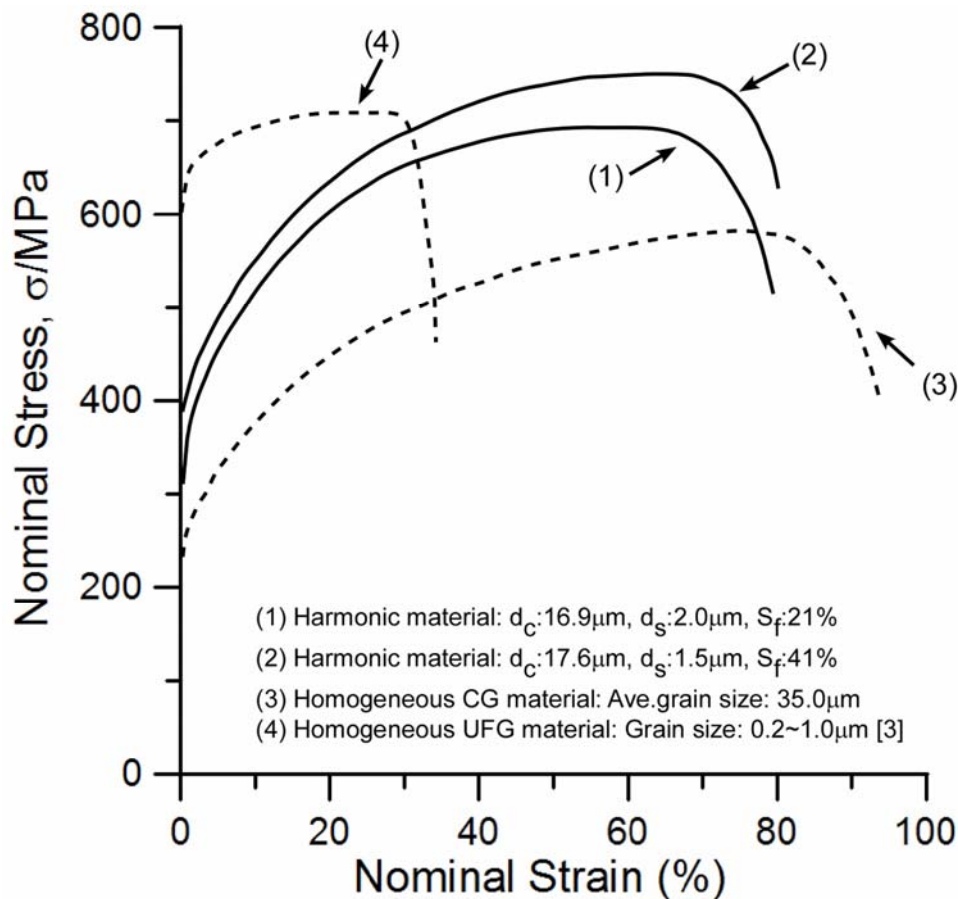 800
600
400
200
0
Nominal Stress, σ/MPa
(4)
(2)
(1)
(3)
(1) Harmonic material: dc:16.9μm, ds:2.0μm, Sf:21%
(2) Harmonic material: dc:17.6μm, ds:1.5μm, Sf:41%
(3) Homogeneous CG material: Ave.grain size: 35.0μm
(4) Homogeneous UFG material: Grain size: 0.2~1.0μm [3]
0 20 40 60 80 100
Nominal Strain (%)